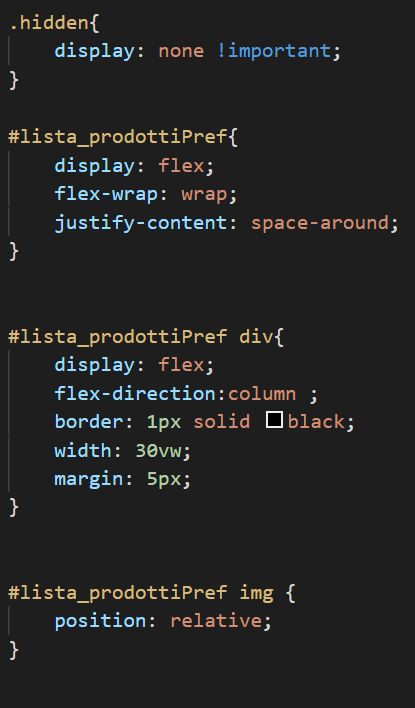 .hidden{
    display: none !important;
}
#lista_prodottiPref{
    display: flex;
    flex-wrap: wrap;
    justify-content: space-around;
}
#lista_prodottiPref div{
    display: flex;
    flex-direction:column ;
    border: 1px solid black;
    width: 30vw;
    margin: 5px;
}
#lista_prodottiPref img {
    position: relative;
}